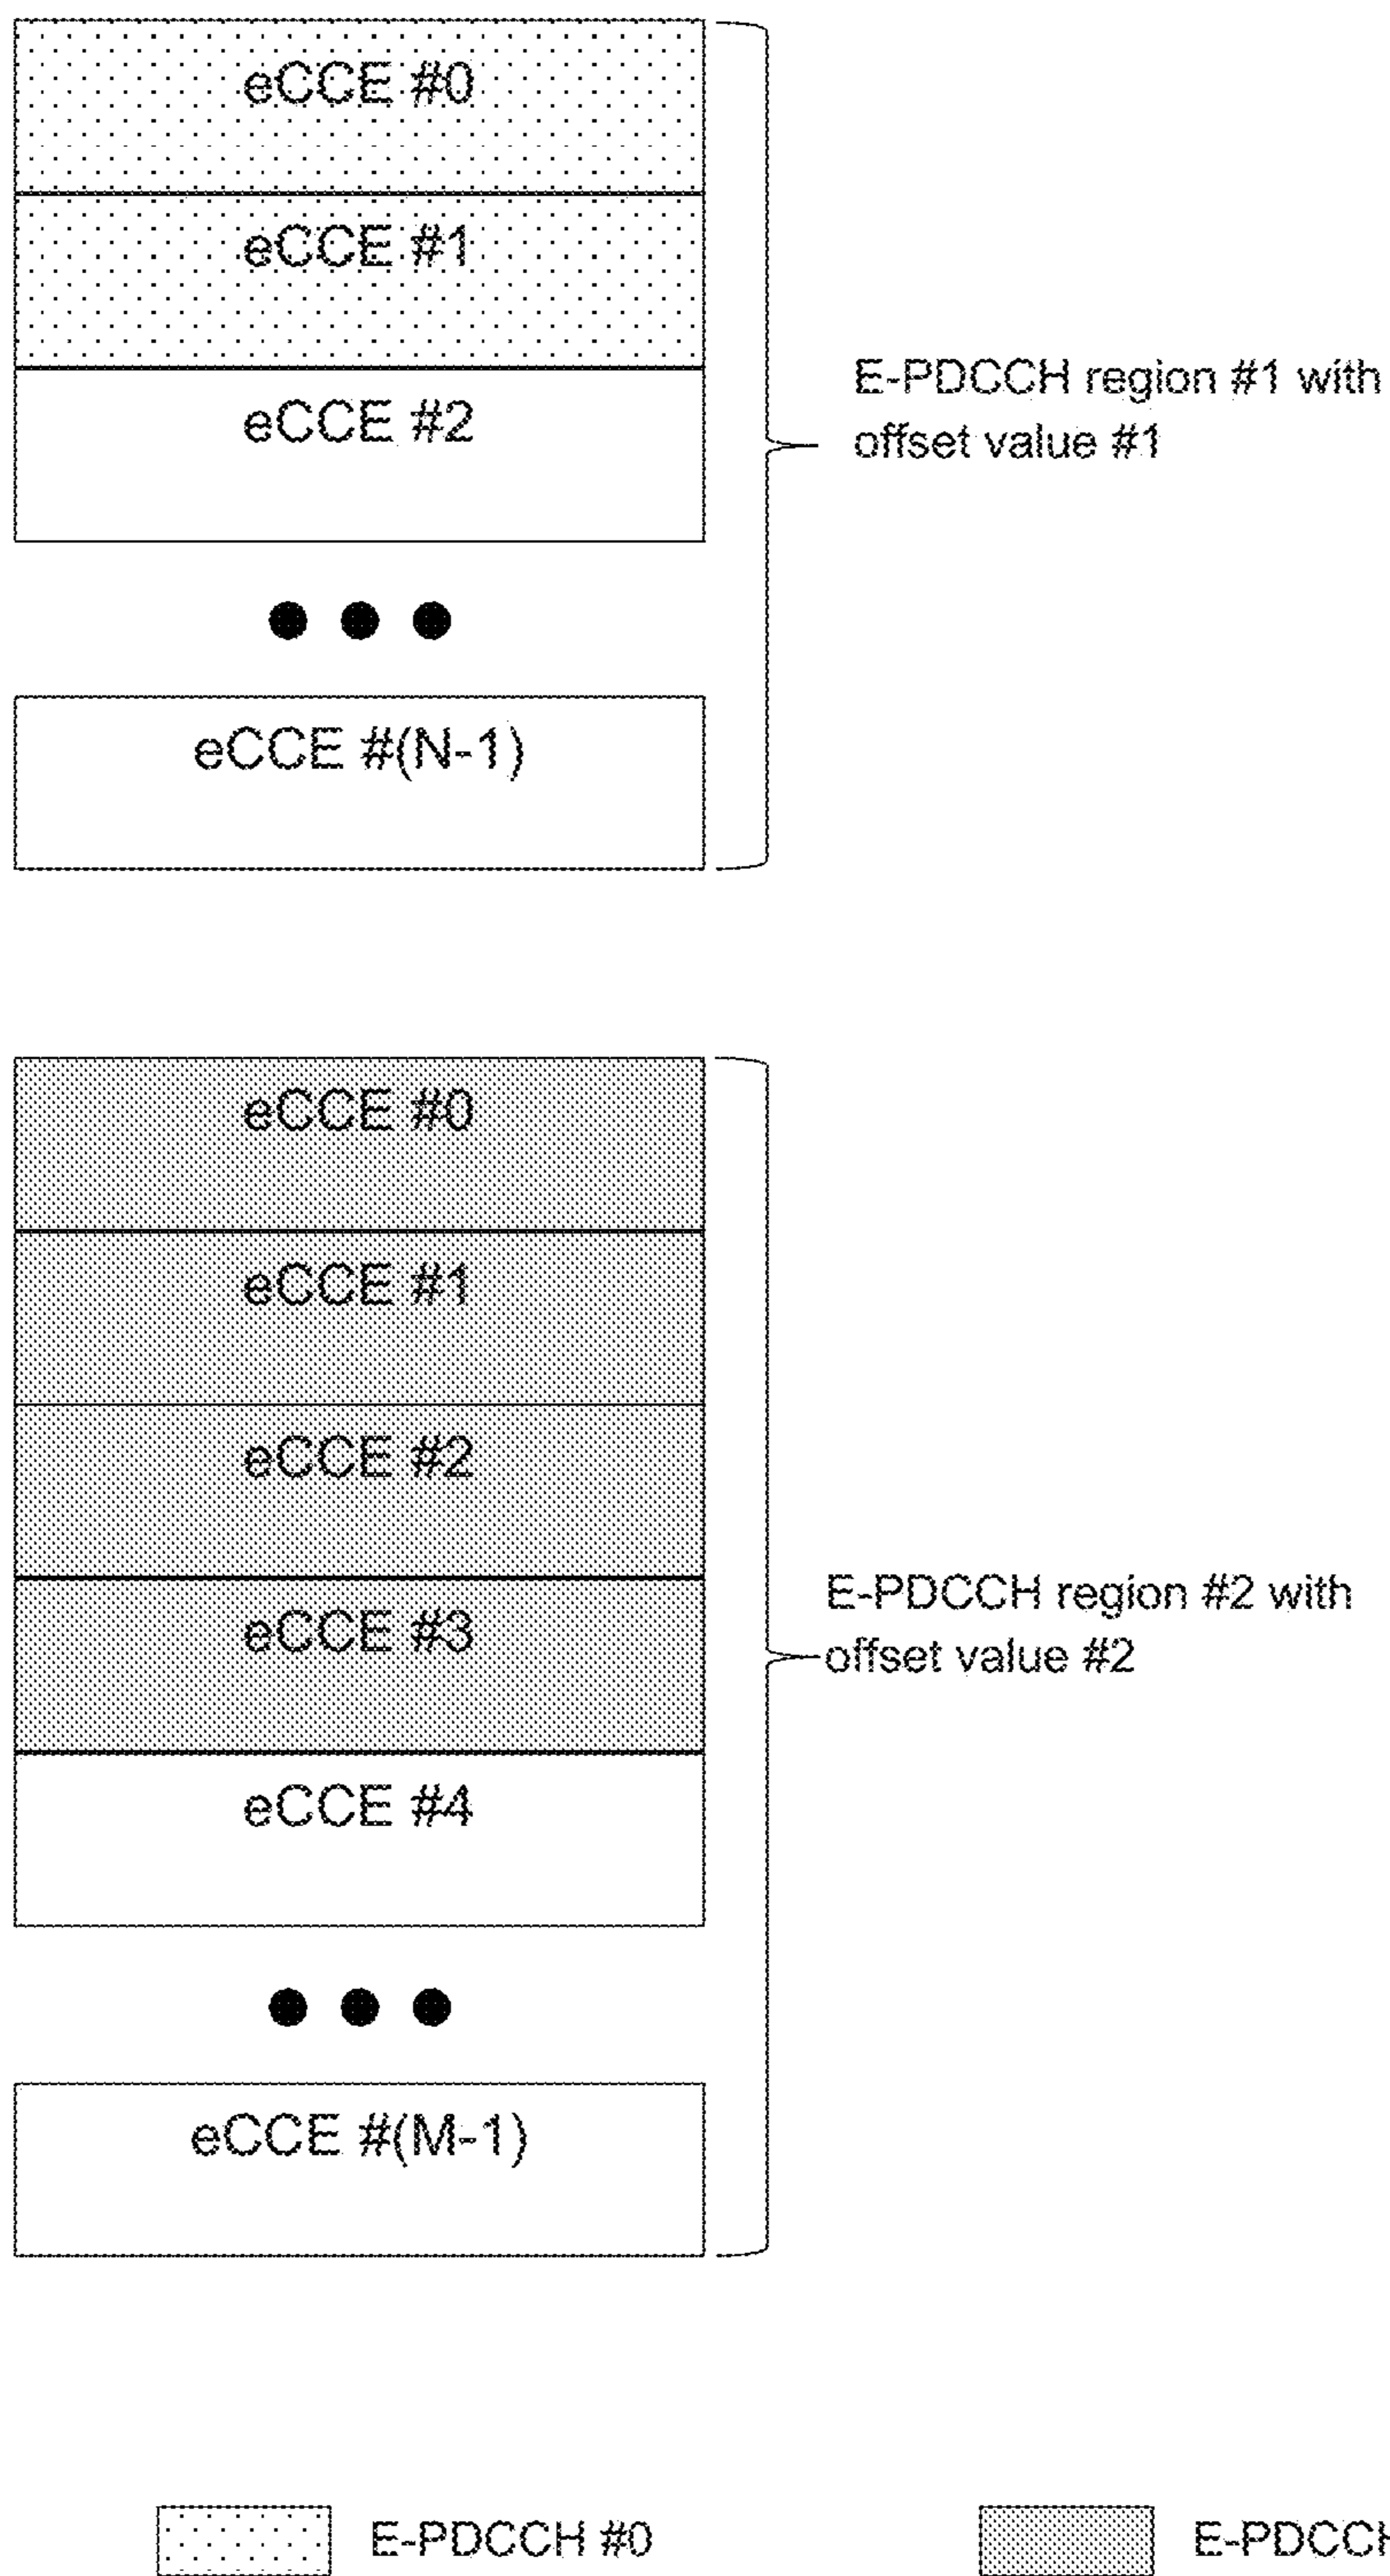 eCCE #0
eCCE #1
eCCE #2
E-PDCCH region #1 with
offset value #1
eCCE #(N-1)
eCCE #0
eCCE #1
eCCE #2
eCCE #3
E-PDCCH region #2 with
offset value #2
eCCE #4
eCCE #(M-1)
E-PDCCH #0